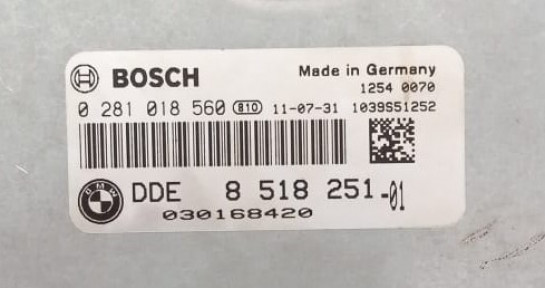 BOSCH
Made in Germany
1254 0070
0 281 018 560 810 11-07-31 1039S51252
BMW
DDE 8 518 251-01
030168420